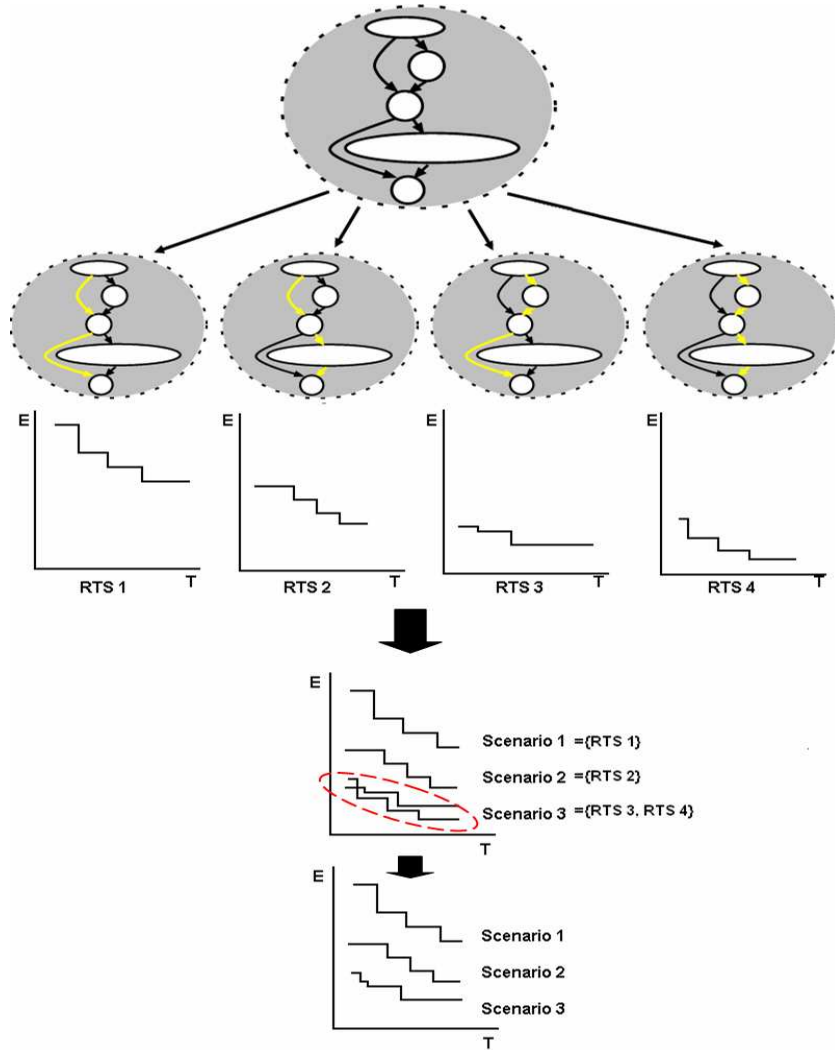 E
E
E
E
RTS 1
T
RTS 2
T
RTS 3
T
RTS 4
T
E
Scenario 1 ={RTS 1}
Scenario 2 ={RTS 2}
Scenario 3 ={RTS 3, RTS 4}
T
E
Scenario 1
Scenario 2
Scenario 3
T